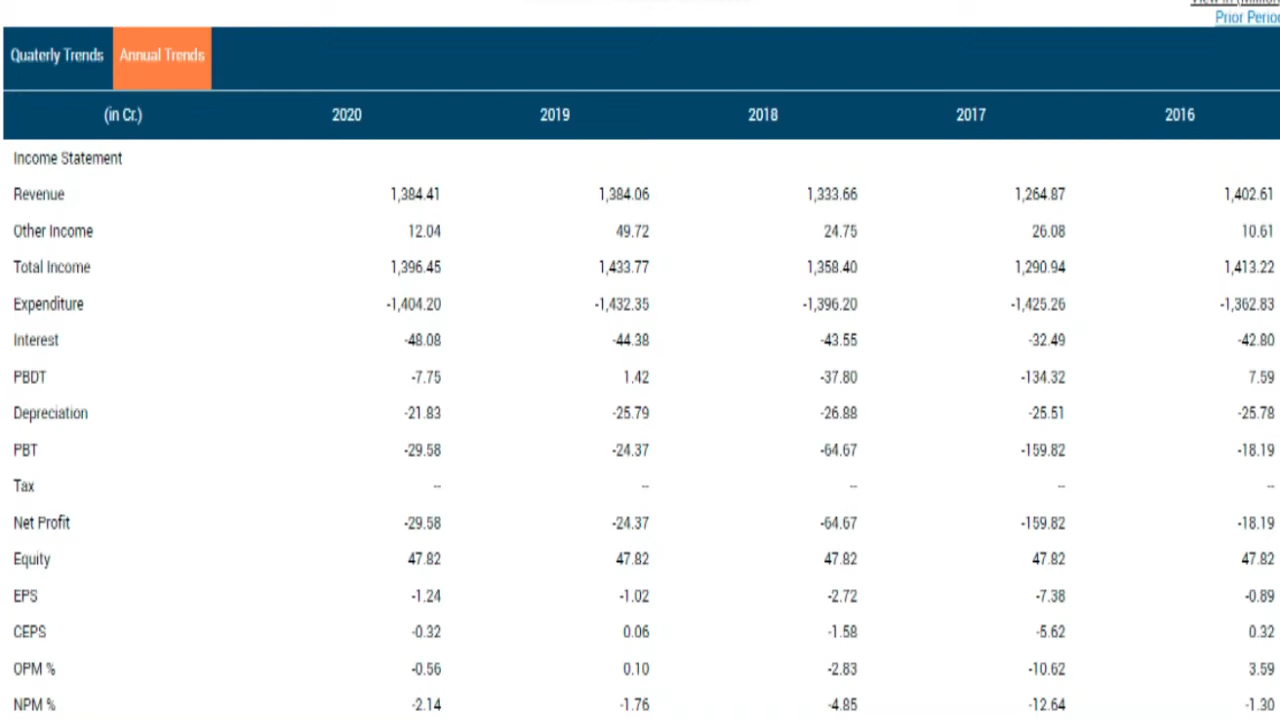 View in (Million
Prior Perio
Quaterly Trends Annual Trends
(in Cr.) 2020 2019 2018 2017 2016
Income Statement
Revenue 1,384.41 1,384.06 1,333.66 1,264.87 1,402.61
Other Income 12.04 49.72 24.75 26.08 10.61
Total Income 1,396.45 1,433.77 1,358.40 1,290.94 1,413.22
Expenditure -1,404.20 -1,432.35 -1,396.20 -1,425.26 -1,362.83
Interest -48.08 -44.38 -43.55 -32.49 -42.80
PBDT -7.75 1.42 -37.80 -134.32 7.59
Depreciation -21.83 -25.79 -26.88 -25.51 -25.78
PBT -29.58 -24.37 -64.67 -159.82 -18.19
Tax -- -- -- -- --
Net Profit -29.58 -24.37 -64.67 -159.82 -18.19
Equity 47.82 47.82 47.82 47.82 47.82
EPS -1.24 -1.02 -2.72 -7.38 -0.89
CEPS -0.32 0.06 -1.58 -5.62 0.32
OPM % -0.56 0.10 -2.83 -10.62 3.59
NPM % -2.14 -1.76 -4.85 -12.64 -1.30